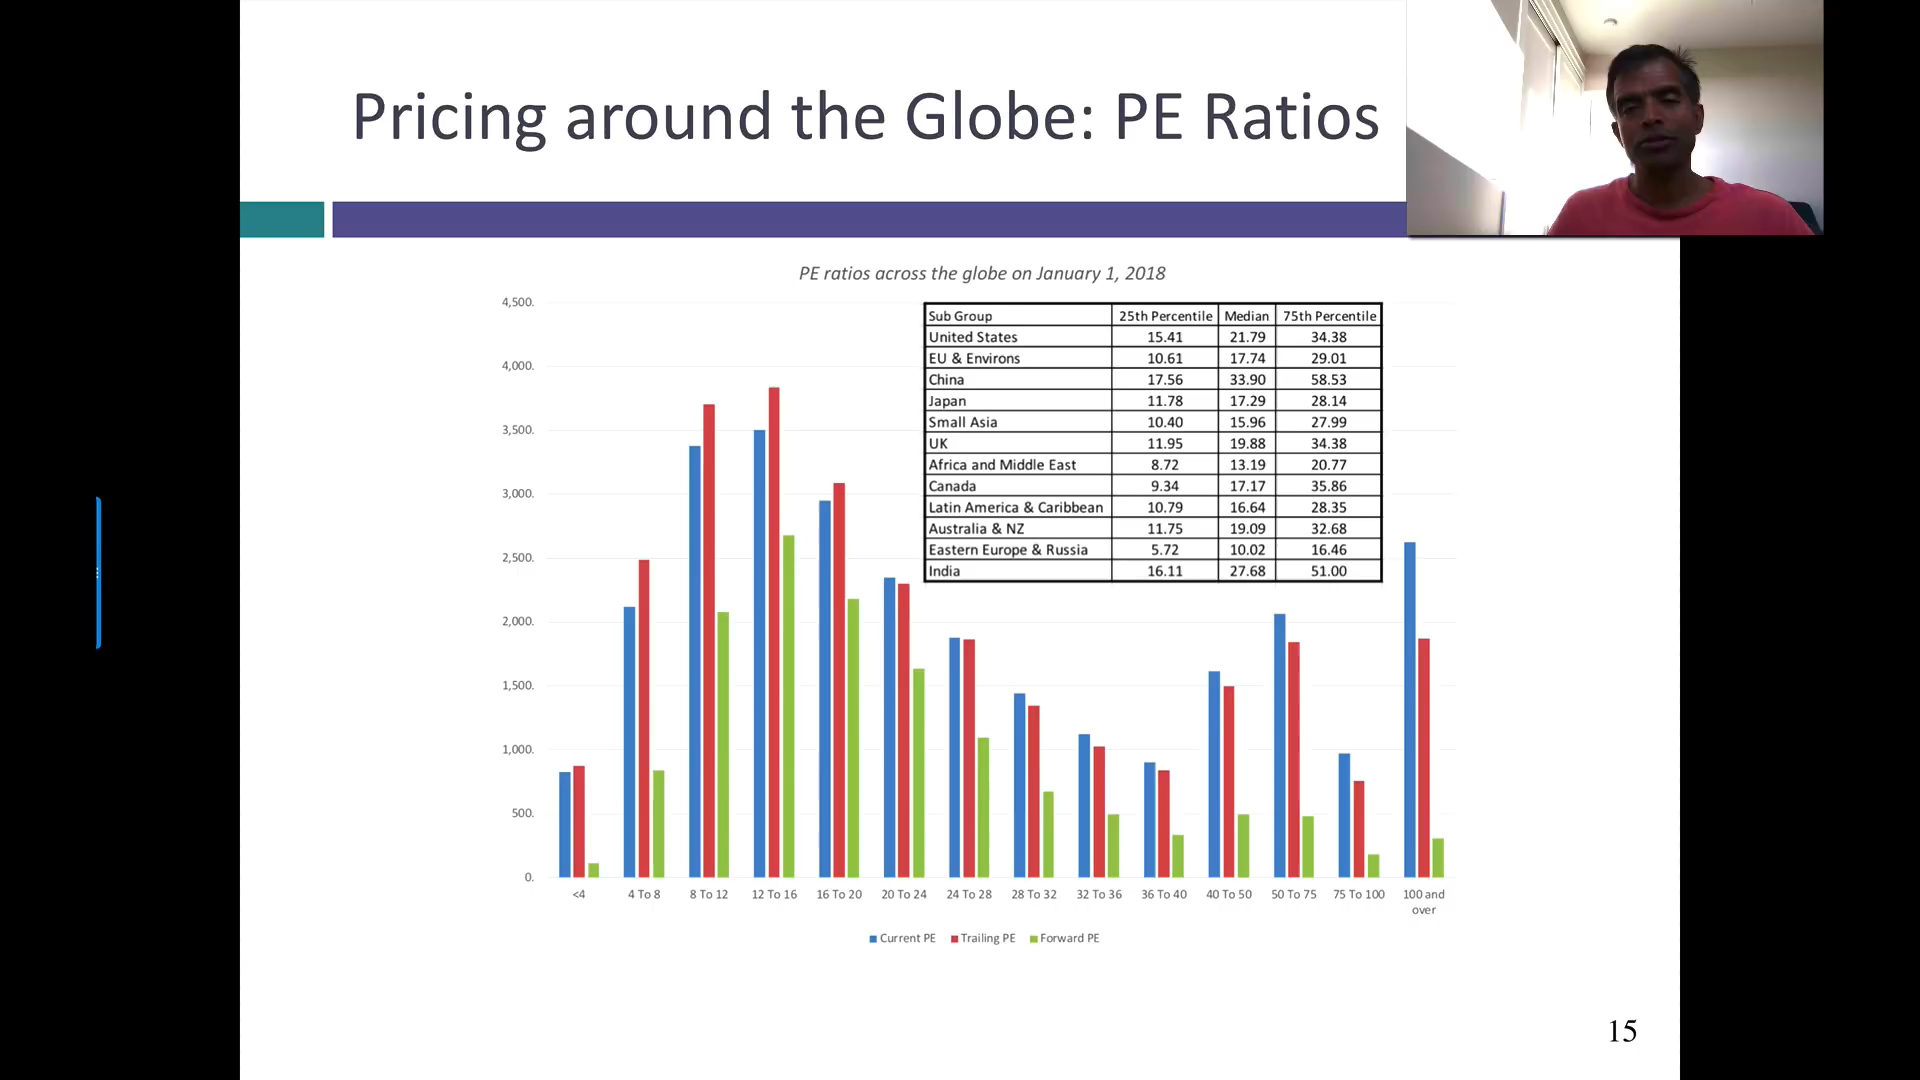 Pricing around the Globe: PE Ratios
PE ratios across the globe on January 1, 2018
4,500.
4,000.
3,500.
3,000.
2,500.
2,000.
1,500.
1,000.
500.
0.
Sub Group 25th Percentile Median 75th Percentile
United States 15.41 21.79 34.38
EU & Environs 10.61 17.74 29.01
China 17.56 33.90 58.53
Japan 11.78 17.29 28.14
Small Asia 10.40 15.96 27.99
UK 11.95 19.88 34.38
Africa and Middle East 8.72 13.19 20.77
Canada 9.34 17.17 35.86
Latin America & Caribbean 10.79 16.64 28.35
Australia & NZ 11.75 19.09 32.68
Eastern Europe & Russia 5.72 10.02 16.46
India 16.11 27.68 51.00
<4 4 To 8 8 To 12 12 To 16 16 To 20 20 To 24 24 To 28 28 To 32 32 To 36 36 To 40 40 To 50 50 To 75 75 To 100 100 and
over
Current PE Trailing PE Forward PE
15